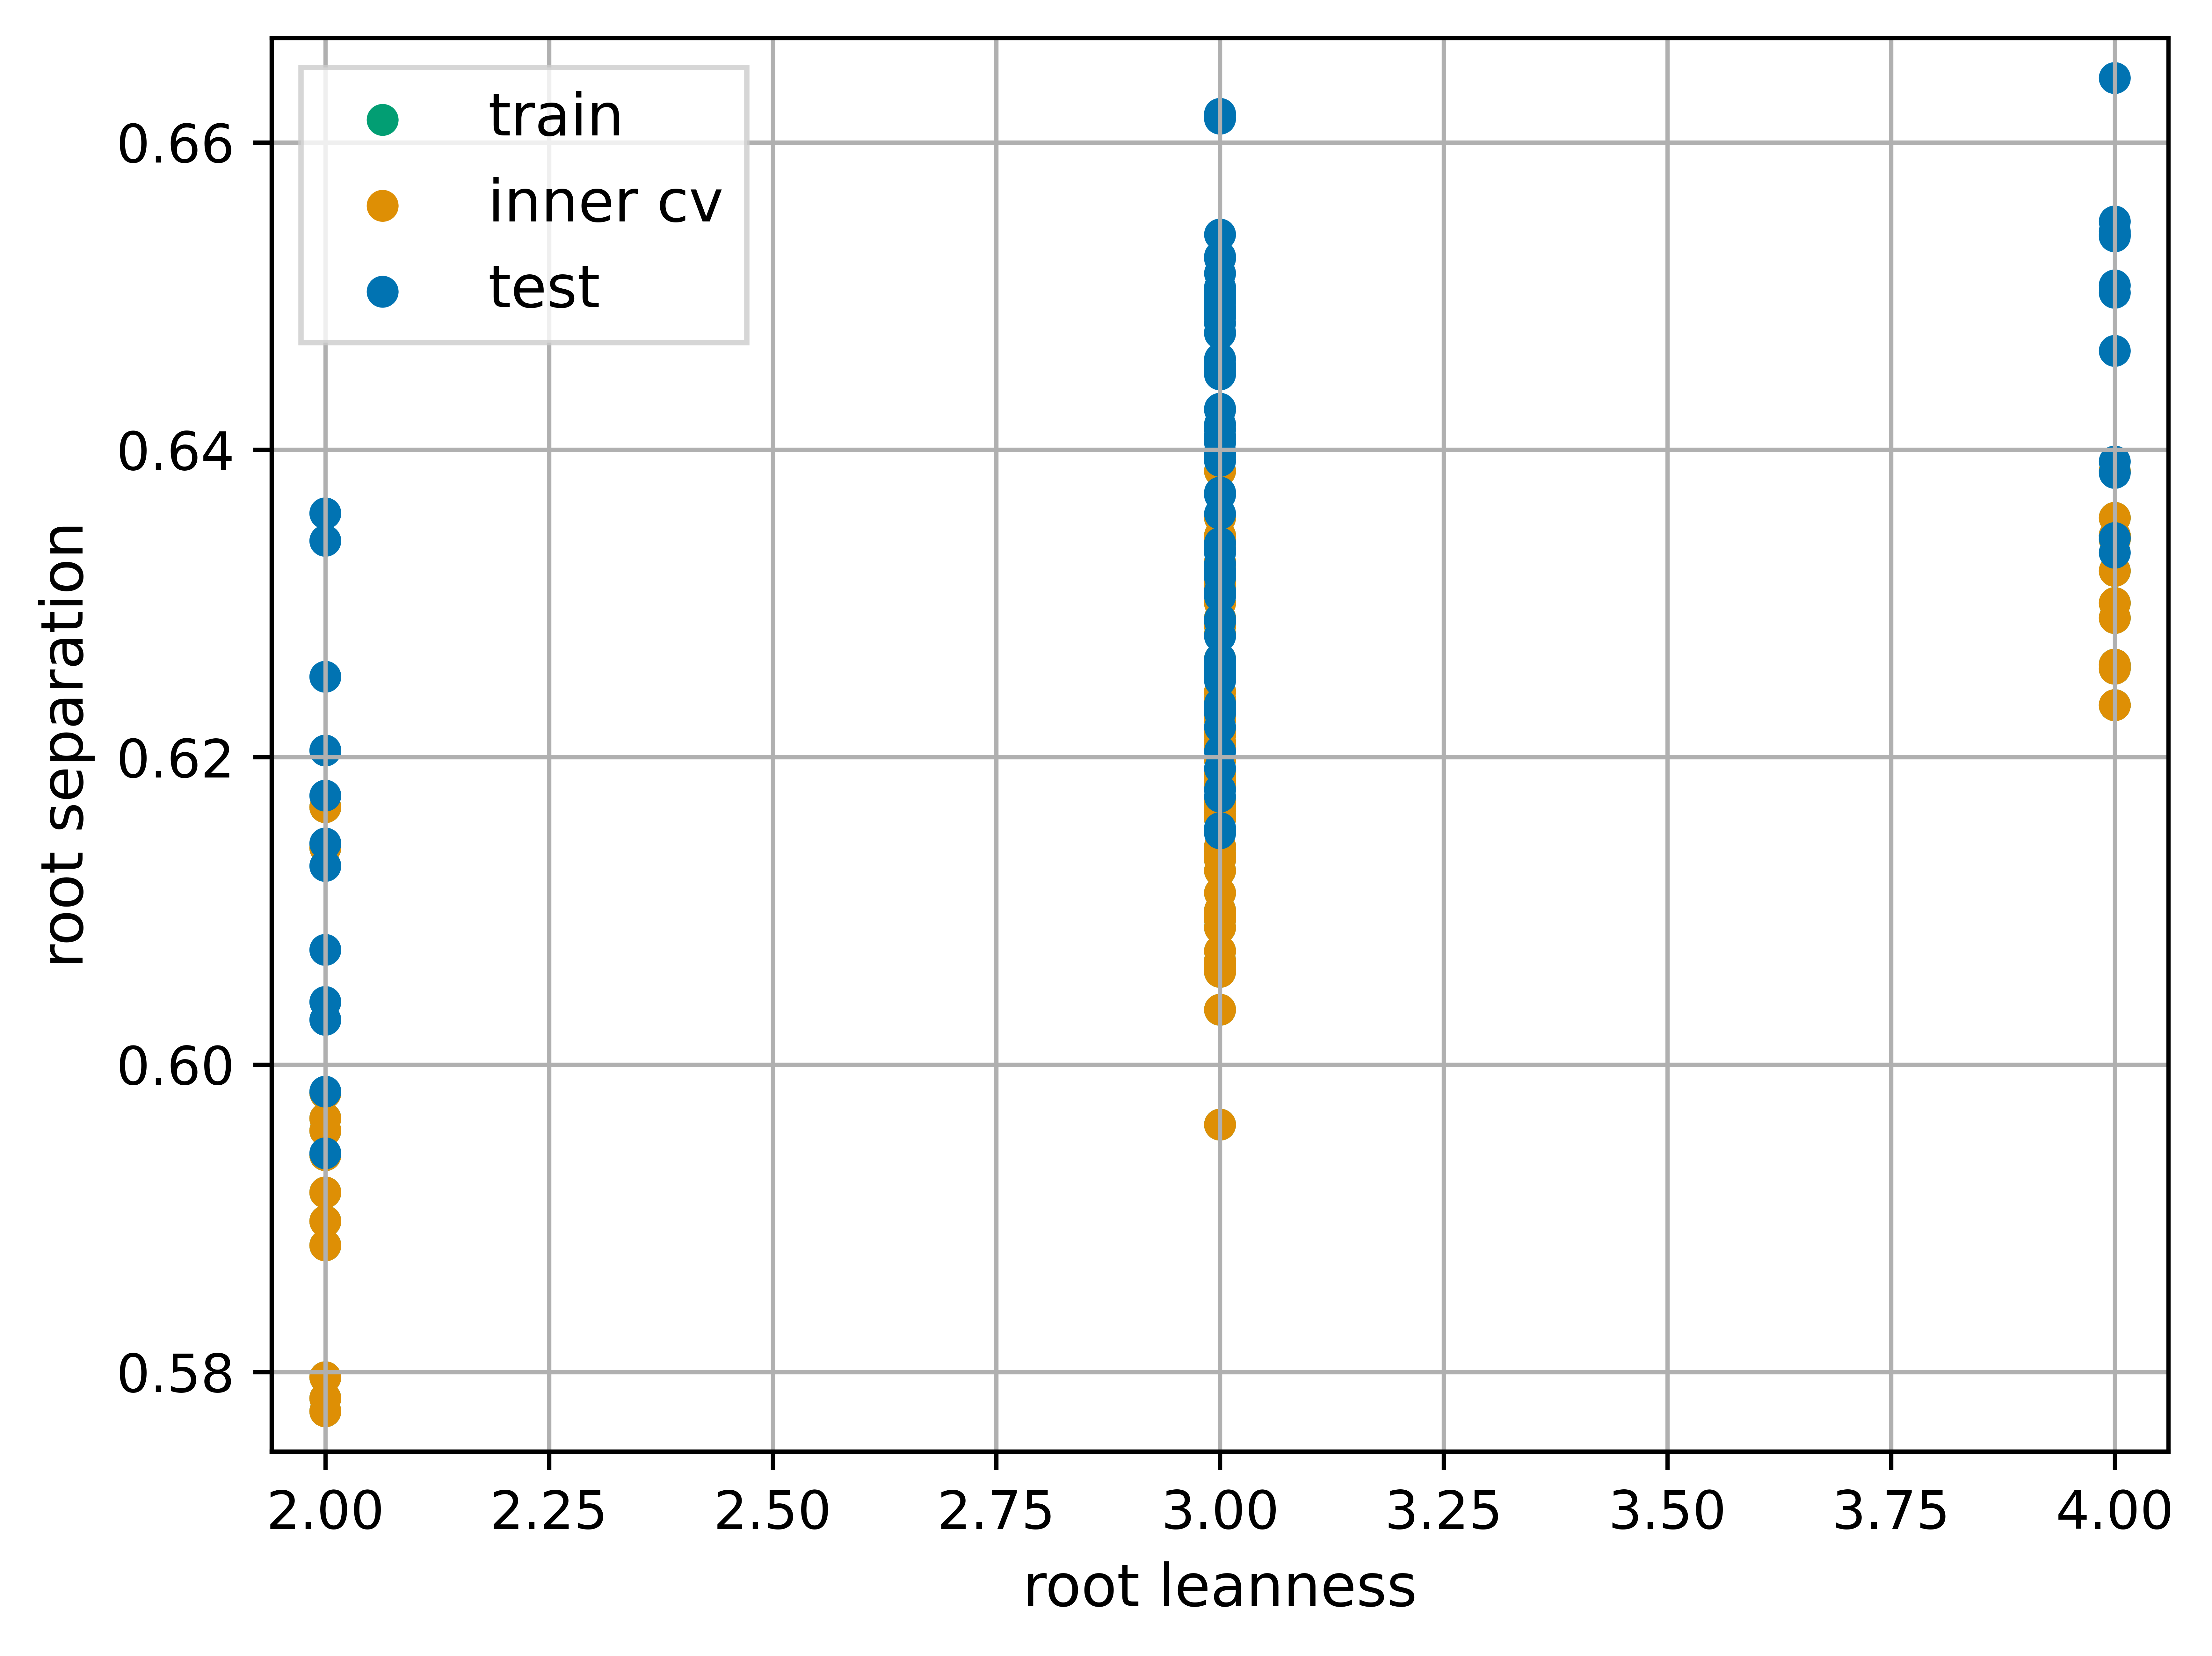 train
inner cv
test
0.66
0.64
0.62
0.60
0.58
root separation
2.00 2.25 2.50 2.75 3.00 3.25 3.50 3.75 4.00
root leanness